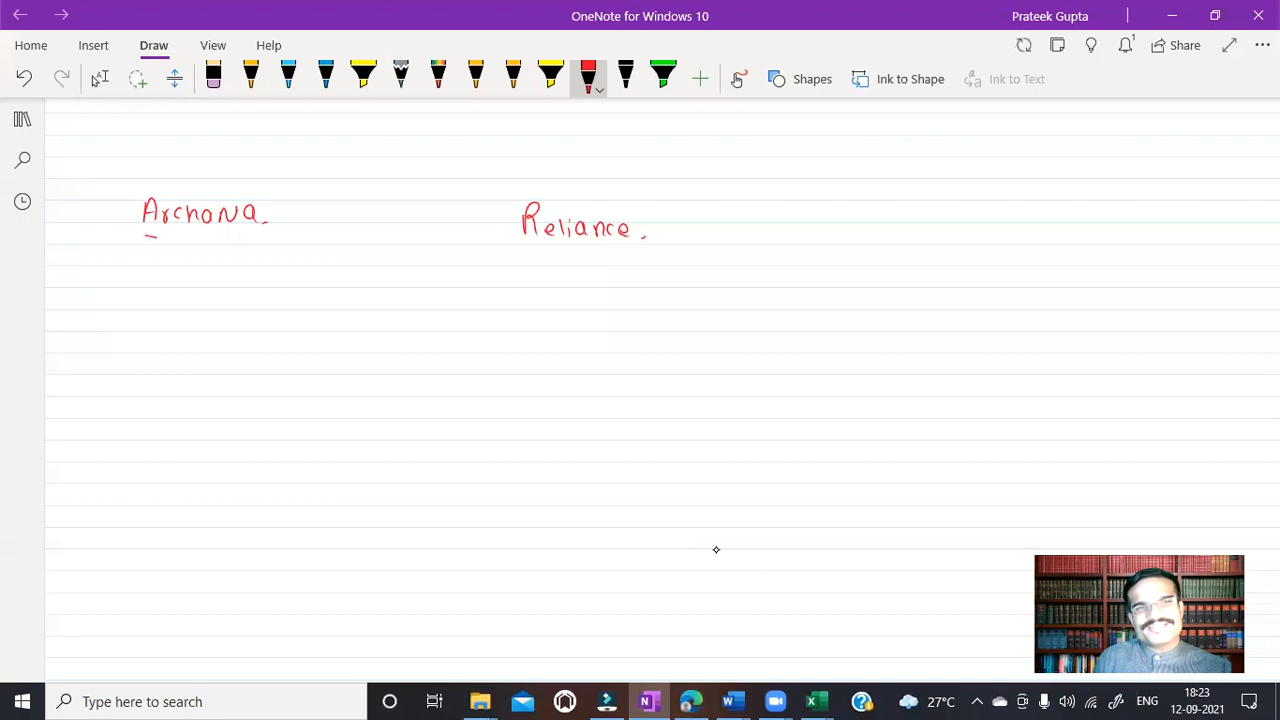 OneNote for Windows 10
Prateek Gupta
Home Insert Draw View Help
Share
Shapes
Ink to Shape
Ink to Text
Archana.
Reliance.
Type here to search
27°C
ENG
18:23
12-09-2021